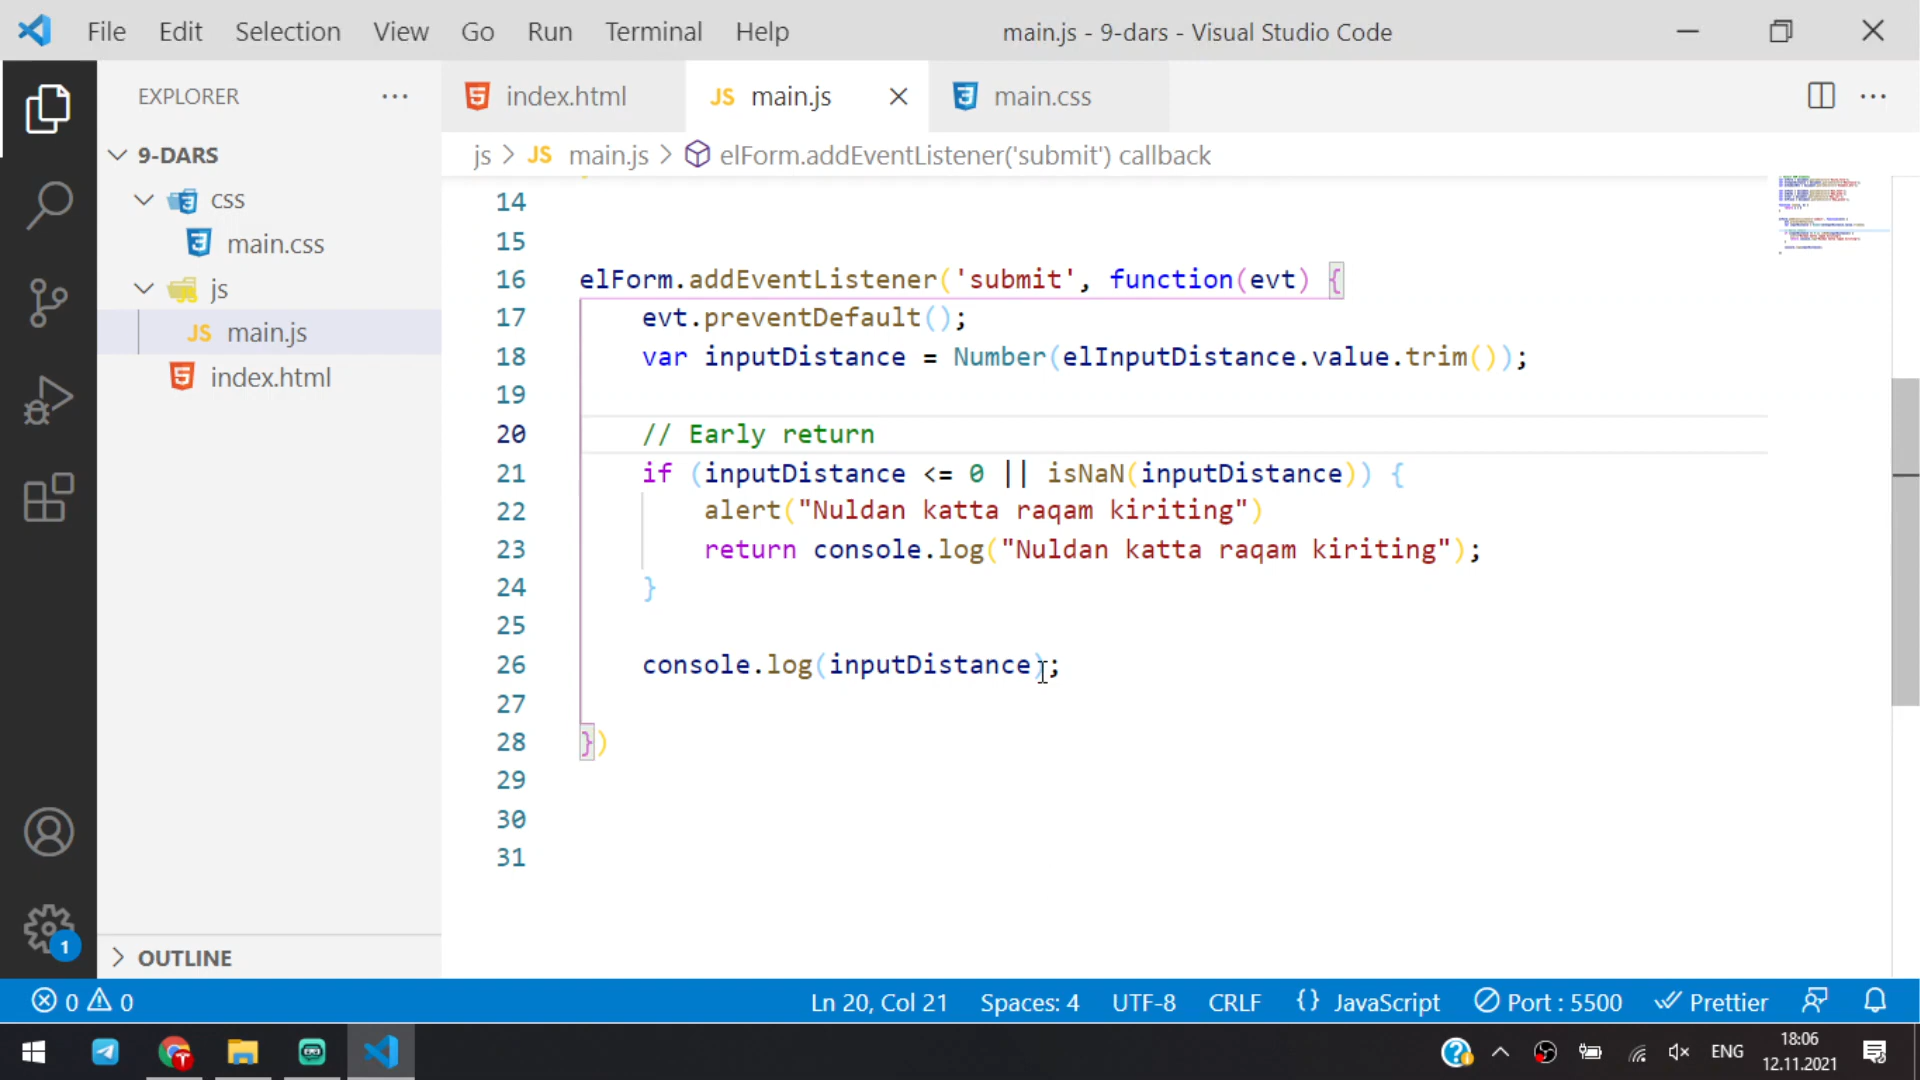 File Edit Selection View Go Run Terminal Help main.js - 9-dars - Visual Studio Code
EXPLORER ···
index.html
JS main.js
main.css
js > JS main.js > elForm.addEventListener('submit') callback
9-DARS
css
main.css
js
JS main.js
index.html
OUTLINE
14
15
16 elForm.addEventListener('submit', function(evt) {
17 evt.preventDefault();
18 var inputDistance = Number(elInputDistance.value.trim());
19
20 // Early return
21 if (inputDistance <= 0 || isNaN(inputDistance)) {
22 alert("Nuldan katta raqam kiriting")
23 return console.log("Nuldan katta raqam kiriting");
24 }
25
26 console.log(inputDistance);
27
28 })
29
30
31
1
0 0 Ln 20, Col 21 Spaces: 4 UTF-8 CRLF {} JavaScript Port : 5500 Prettier
ENG 18:06
12.11.2021